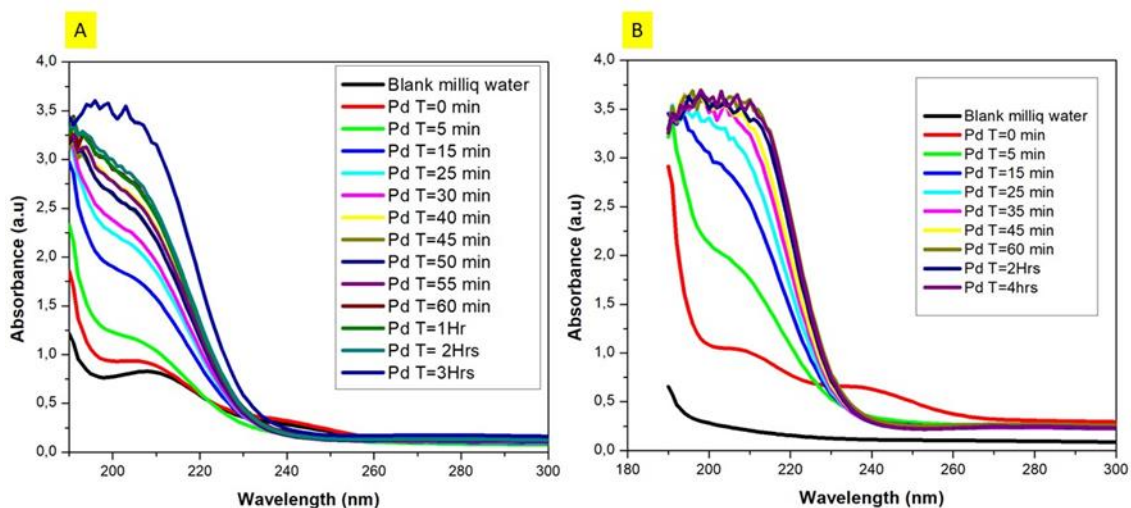 A
4,0
3,5
3,0
2,5
2,0
1,5
1,0
0,5
0,0
Absorbance (a.u)
200
220
240
260
280
300
Wavelength (nm)
Blank milliq water
Pd T=0 min
Pd T=5 min
Pd T=15 min
Pd T=25 min
Pd T=30 min
Pd T=40 min
Pd T=45 min
Pd T=50 min
Pd T=55 min
Pd T=60 min
Pd T=1Hr
Pd T= 2Hrs
Pd T=3Hrs
B
4,0
3,5
3,0
2,5
2,0
1,5
1,0
0,5
0,0
Absorbance (a.u)
180
200
220
240
260
280
300
Wavelength (nm)
Blank milliq water
Pd T=0 min
Pd T=5 min
Pd T=15 min
Pd T=25 min
Pd T=35 min
Pd T=45 min
Pd T=60 min
Pd T=2Hrs
Pd T=4hrs